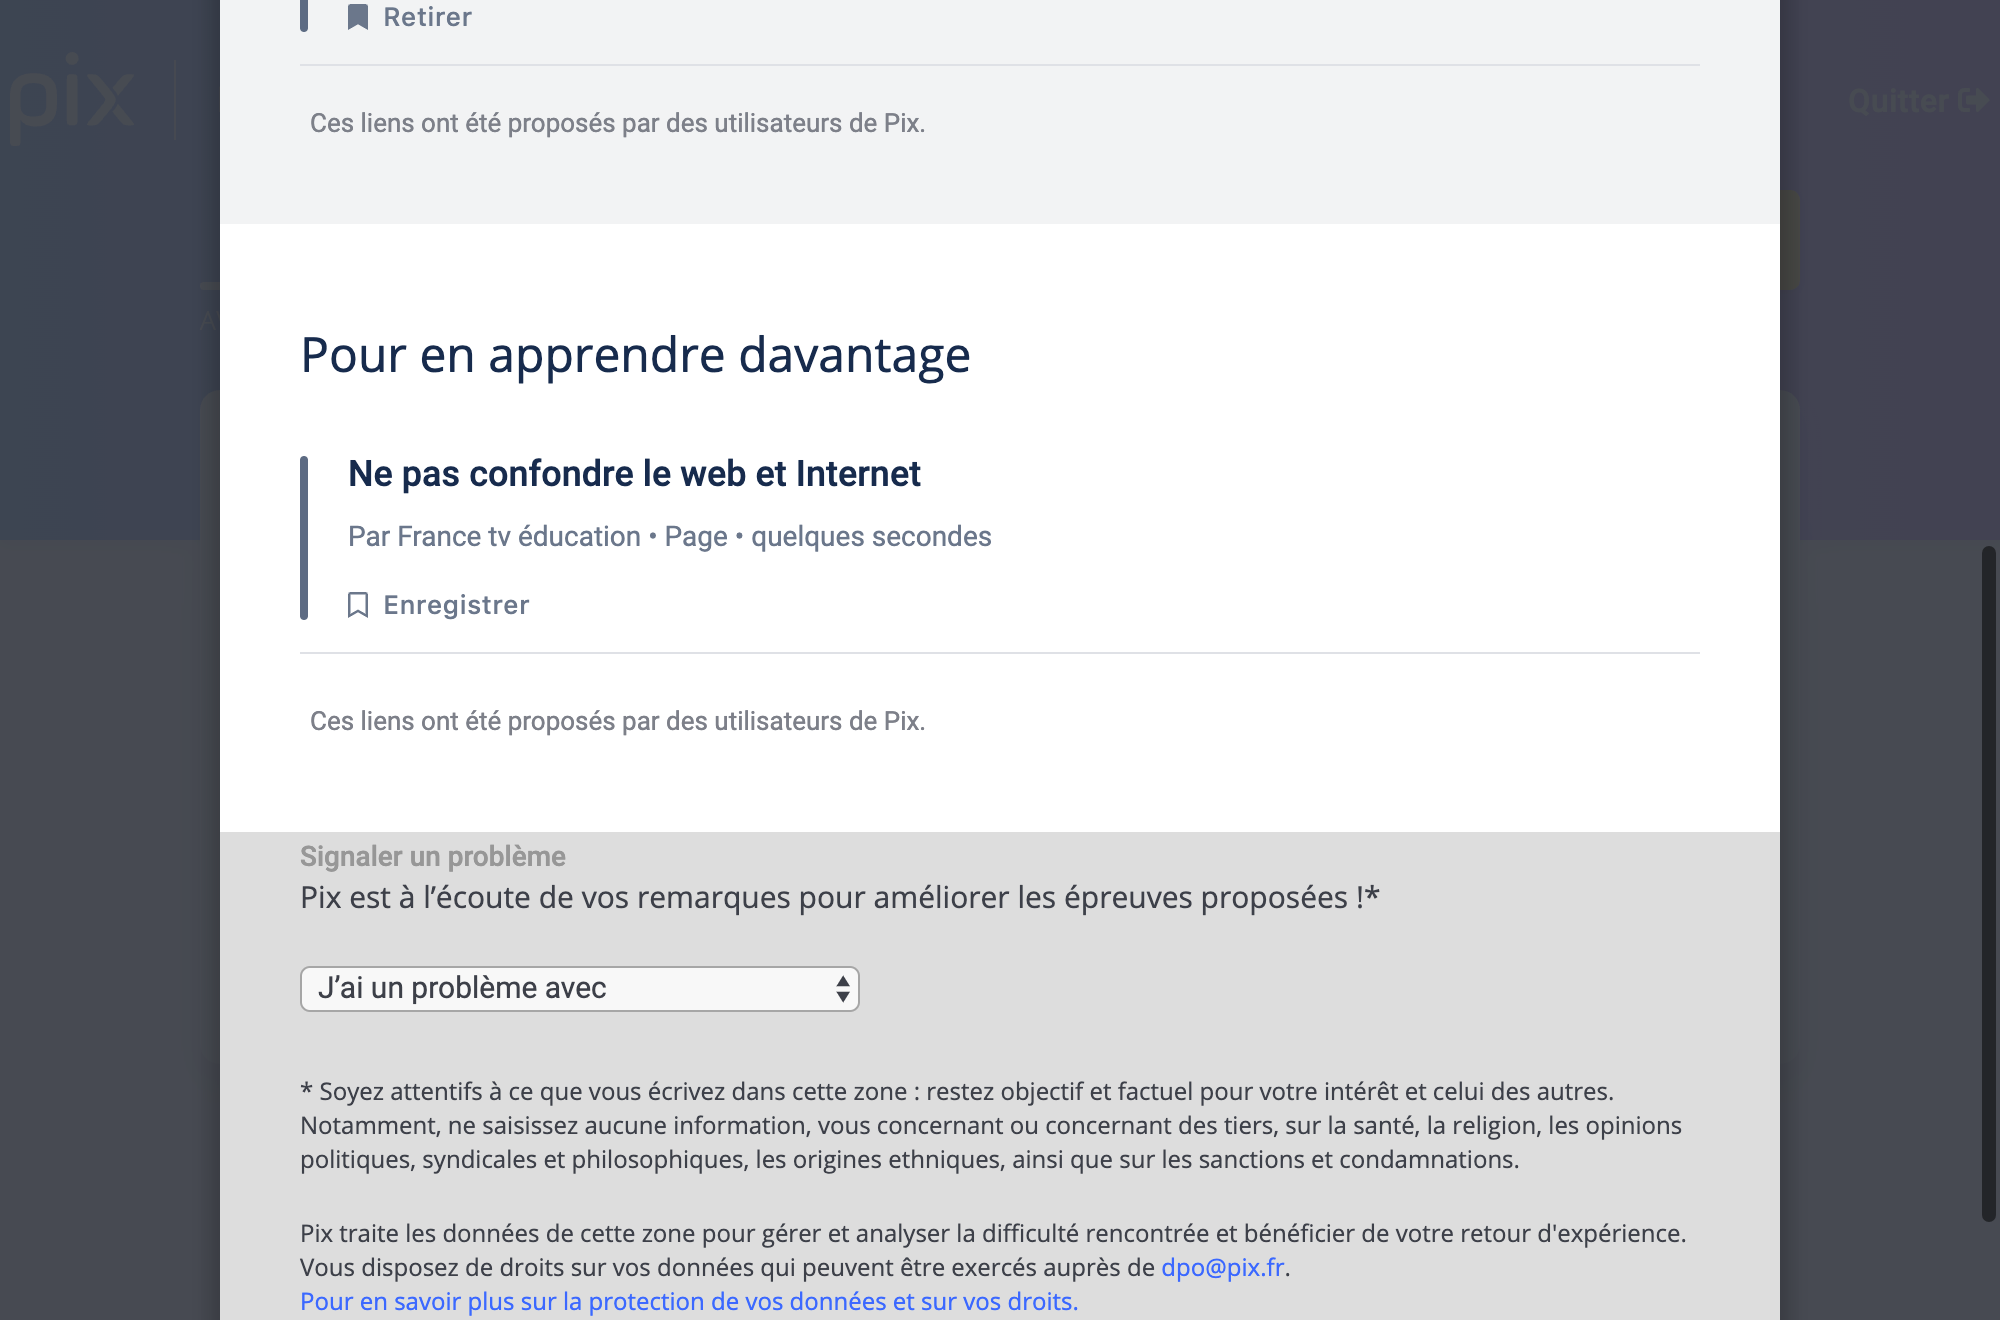 Retirer
pix
Quitter
Ces liens ont été proposés par des utilisateurs de Pix.
A
Pour en apprendre davantage
Ne pas confondre le web et Internet
Par France tv éducation • Page • quelques secondes
Enregistrer
Ces liens ont été proposés par des utilisateurs de Pix.
Signaler un problème
Pix est à l’écoute de vos remarques pour améliorer les épreuves proposées !*
J’ai un problème avec
* Soyez attentifs à ce que vous écrivez dans cette zone : restez objectif et factuel pour votre intérêt et celui des autres.
Notamment, ne saisissez aucune information, vous concernant ou concernant des tiers, sur la santé, la religion, les opinions
politiques, syndicales et philosophiques, les origines ethniques, ainsi que sur les sanctions et condamnations.
Pix traite les données de cette zone pour gérer et analyser la difficulté rencontrée et bénéficier de votre retour d'expérience.
Vous disposez de droits sur vos données qui peuvent être exercés auprès de dpo@pix.fr.
Pour en savoir plus sur la protection de vos données et sur vos droits.